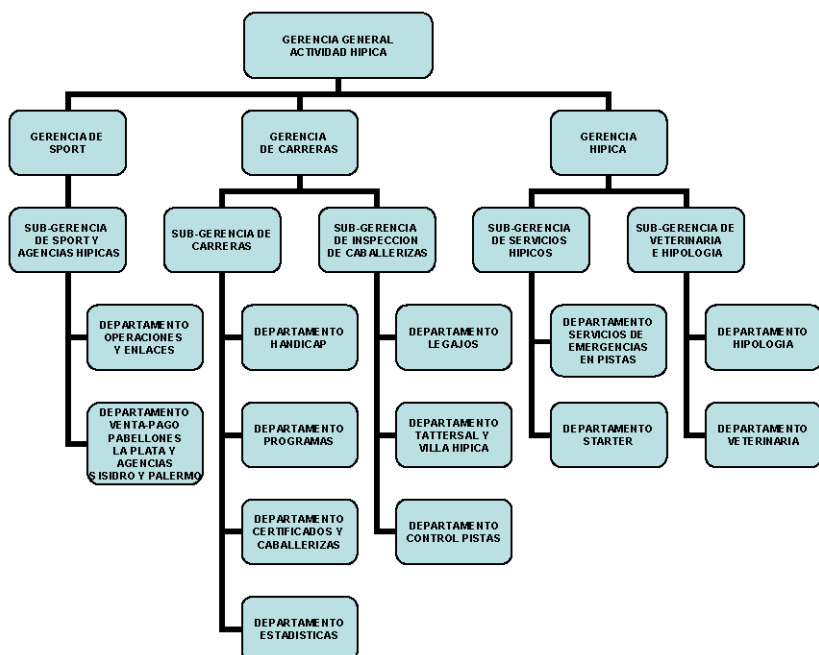 GERENCIA GENERAL
ACTIVIDAD HIPICA
GERENCIA DE
SPORT
GERENCIA
DE CARRERAS
GERENCIA
HIPICA
SUB-GERENCIA
DE SPORT Y
AGENCIAS HIPICAS
SUB-GERENCIA DE
CARRERAS
SUB-GERENCIA
DE INSPECCION
DE CABALLERIZAS
SUB-GERENCIA
DE SERVICIOS
HIPICOS
SUB-GERENCIA DE
VETERINARIA
E HIPOLOGIA
DEPARTAMENTO
OPERACIONES
Y ENLACES
DEPARTAMENTO
HANDICAP
DEPARTAMENTO
LEGAJOS
DEPARTAMENTO
SERVICIOS DE
EMERGENCIAS
EN PISTAS
DEPARTAMENTO
HIPOLOGIA
DEPARTAMENTO
VENTA-PAGO
PABELLONES
LA PLATA Y
AGENCIAS
S ISIDRO Y PALERMO
DEPARTAMENTO
PROGRAMAS
DEPARTAMENTO
TATTERSAL Y
VILLA HIPICA
DEPARTAMENTO
STARTER
DEPARTAMENTO
VETERINARIA
DEPARTAMENTO
CERTIFICADOS Y
CABALLERIZAS
DEPARTAMENTO
CONTROL PISTAS
DEPARTAMENTO
ESTADISTICAS